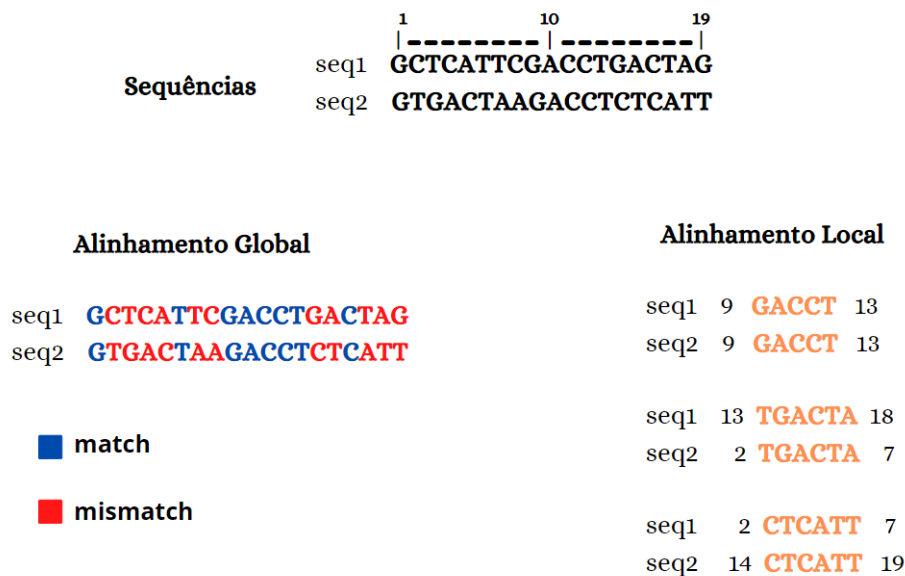 1 10 19
Sequências
seq1 GCTCATTCGACCTGACTAG
seq2 GTGACTAAGACCTCTCATT
Alinhamento Global
seq1 GCTCATTCGACCTGACTAG
seq2 GTGACTAAGACCTCTCATT
match
mismatch
Alinhamento Local
seq1 9 GACCT 13
seq2 9 GACCT 13
seq1 13 TGACTA 18
seq2 2 TGACTA 7
seq1 2 CTCATT 7
seq2 14 CTCATT 19